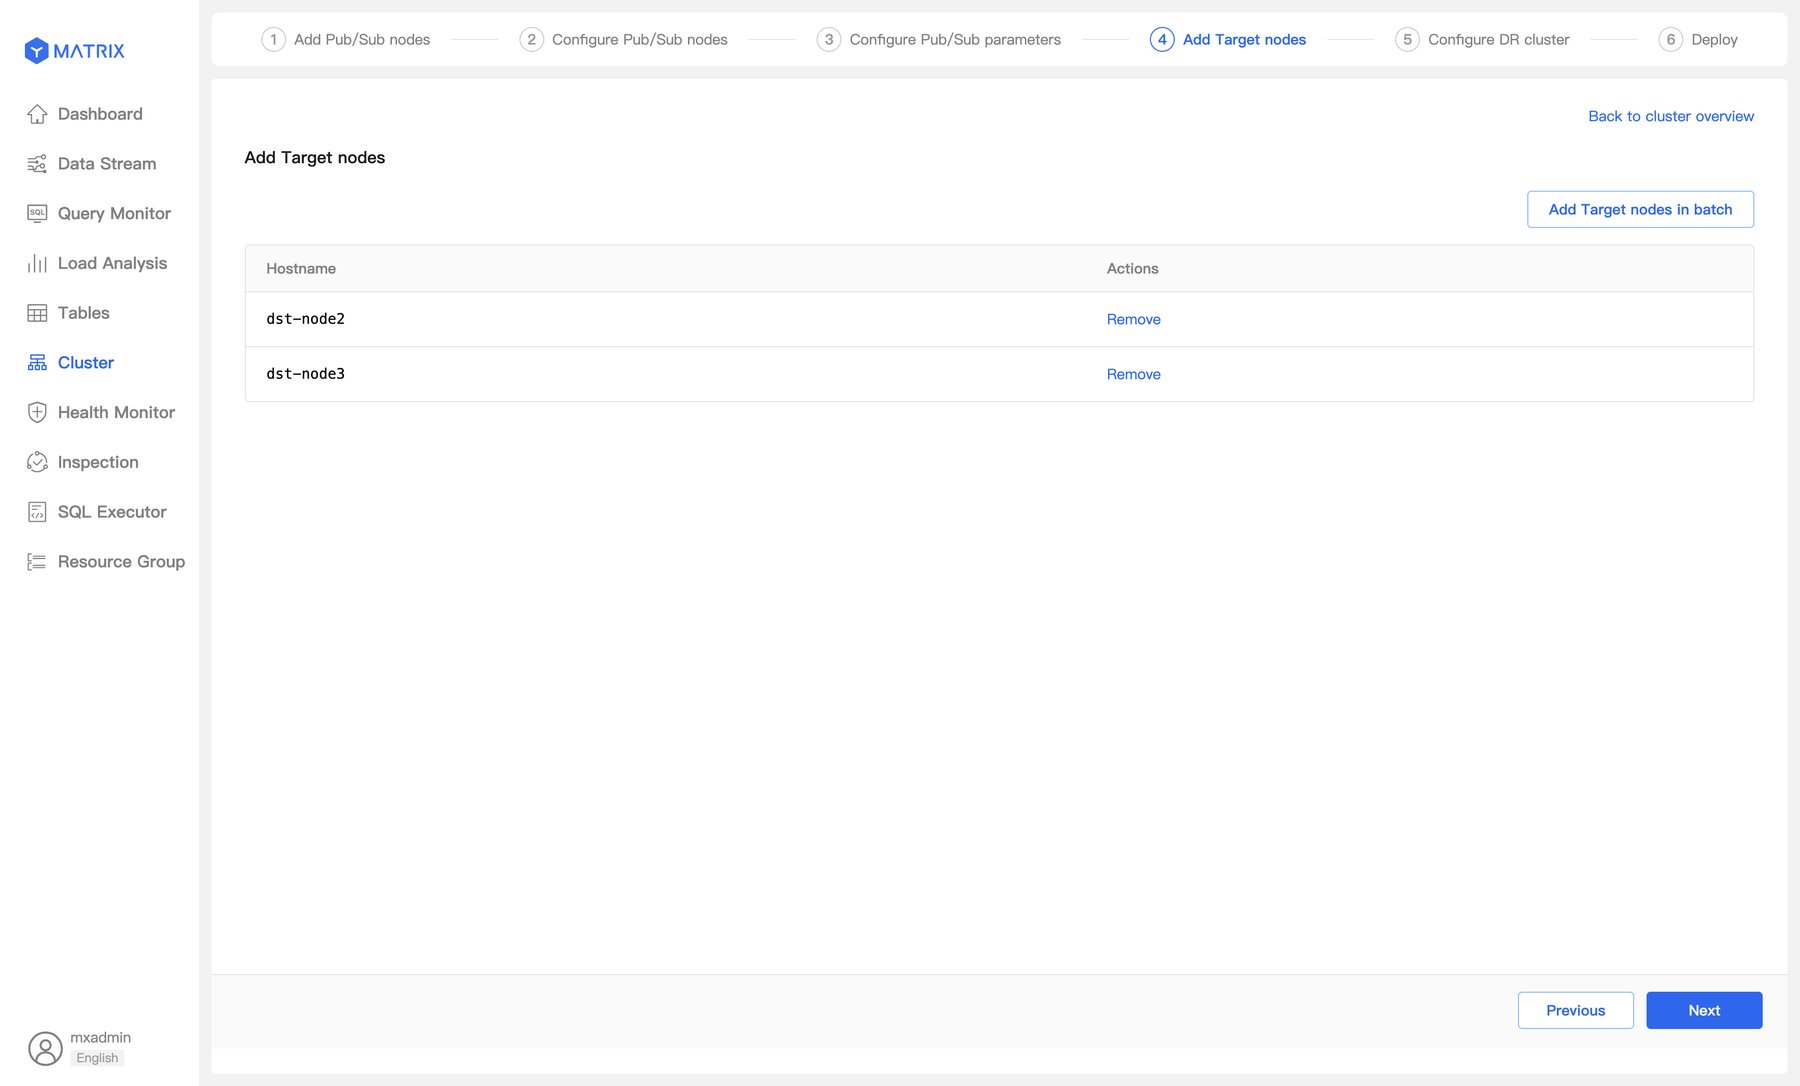 MATRIX
Dashboard
Data Stream
SQL
Query Monitor
Load Analysis
Tables
Cluster
Health Monitor
Inspection
SQL Executor
Resource Group
mxadmin
English
1 Add Pub/Sub nodes
2 Configure Pub/Sub nodes
3 Configure Pub/Sub parameters
4 Add Target nodes
5 Configure DR cluster
6 Deploy
Back to cluster overview
Add Target nodes
Add Target nodes in batch
Hostname Actions
dst-node2 Remove
dst-node3 Remove
Previous Next